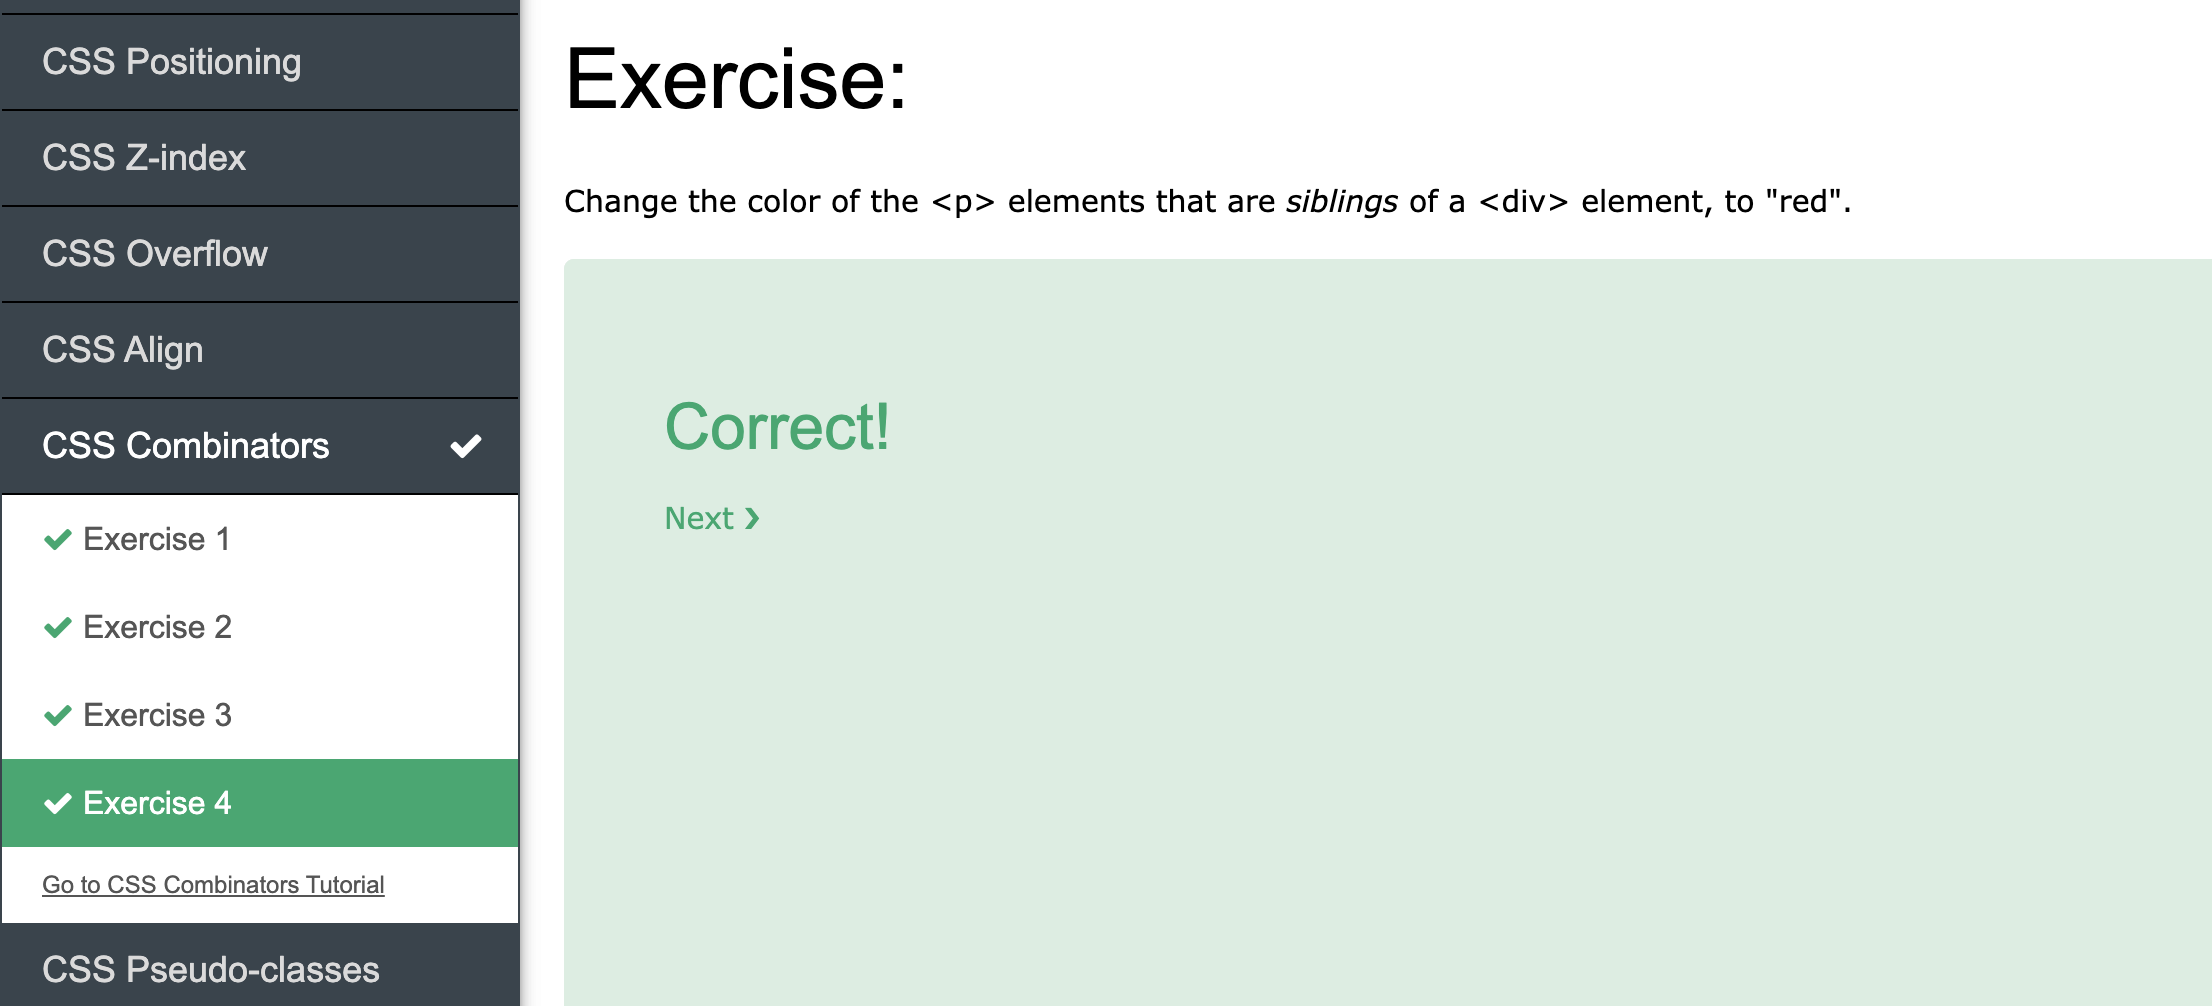 CSS Positioning
CSS Z-index
CSS Overflow
CSS Align
CSS Combinators
Exercise 1
Exercise 2
Exercise 3
Exercise 4
Go to CSS Combinators Tutorial
CSS Pseudo-classes
Exercise:
Change the color of the <p> elements that are siblings of a <div> element, to "red".
Correct!
Next ❯